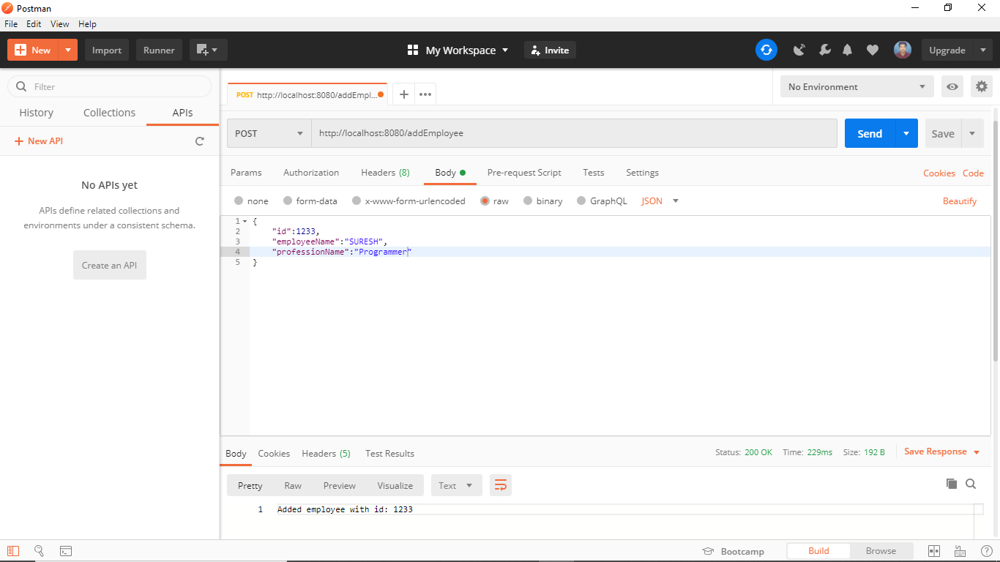 Postman
File Edit View Help
New Import Runner My Workspace Invite Upgrade
Filter
History Collections APIs
New API
No APIs yet
APIs define related collections and
environments under a consistent schema.
Create an API
POST http://localhost:8080/addEmpl... No Environment
POST http://localhost:8080/addEmployee Send Save
Params Authorization Headers (8) Body Pre-request Script Tests Settings Cookies Code
none form-data x-www-form-urlencoded raw binary GraphQL JSON Beautify
1 {
2 "id":1233,
3 "employeeName":"SURESH",
4 "professionName":"Programmer"
5 }
Body Cookies Headers (5) Test Results Status: 200 OK Time: 229ms Size: 192 B Save Response
Pretty Raw Preview Visualize Text
1 Added employee with id: 1233
Bootcamp Build Browse